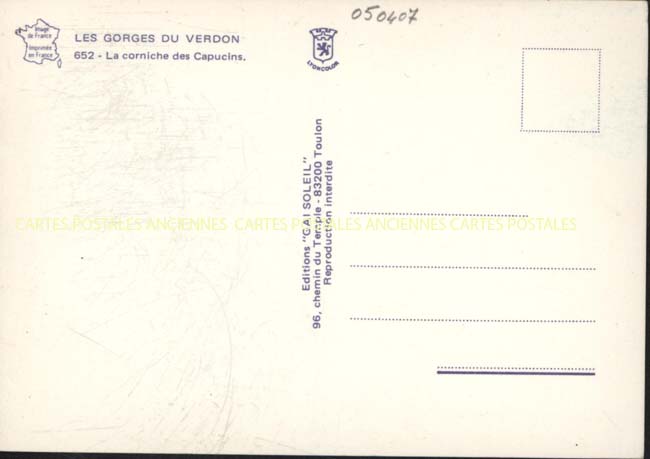 Image
de France
Imprimée
en France
LES GORGES DU VERDON
652 - La corniche des Capucins.
050407
LYONCOLOR
Editions "GAI SOLEIL"
96, chemin du Temple - 83200 Toulon
Reproduction interdite
CARTES POSTALES ANCIENNES CARTES POSTALES ANCIENNES CARTES POSTALES